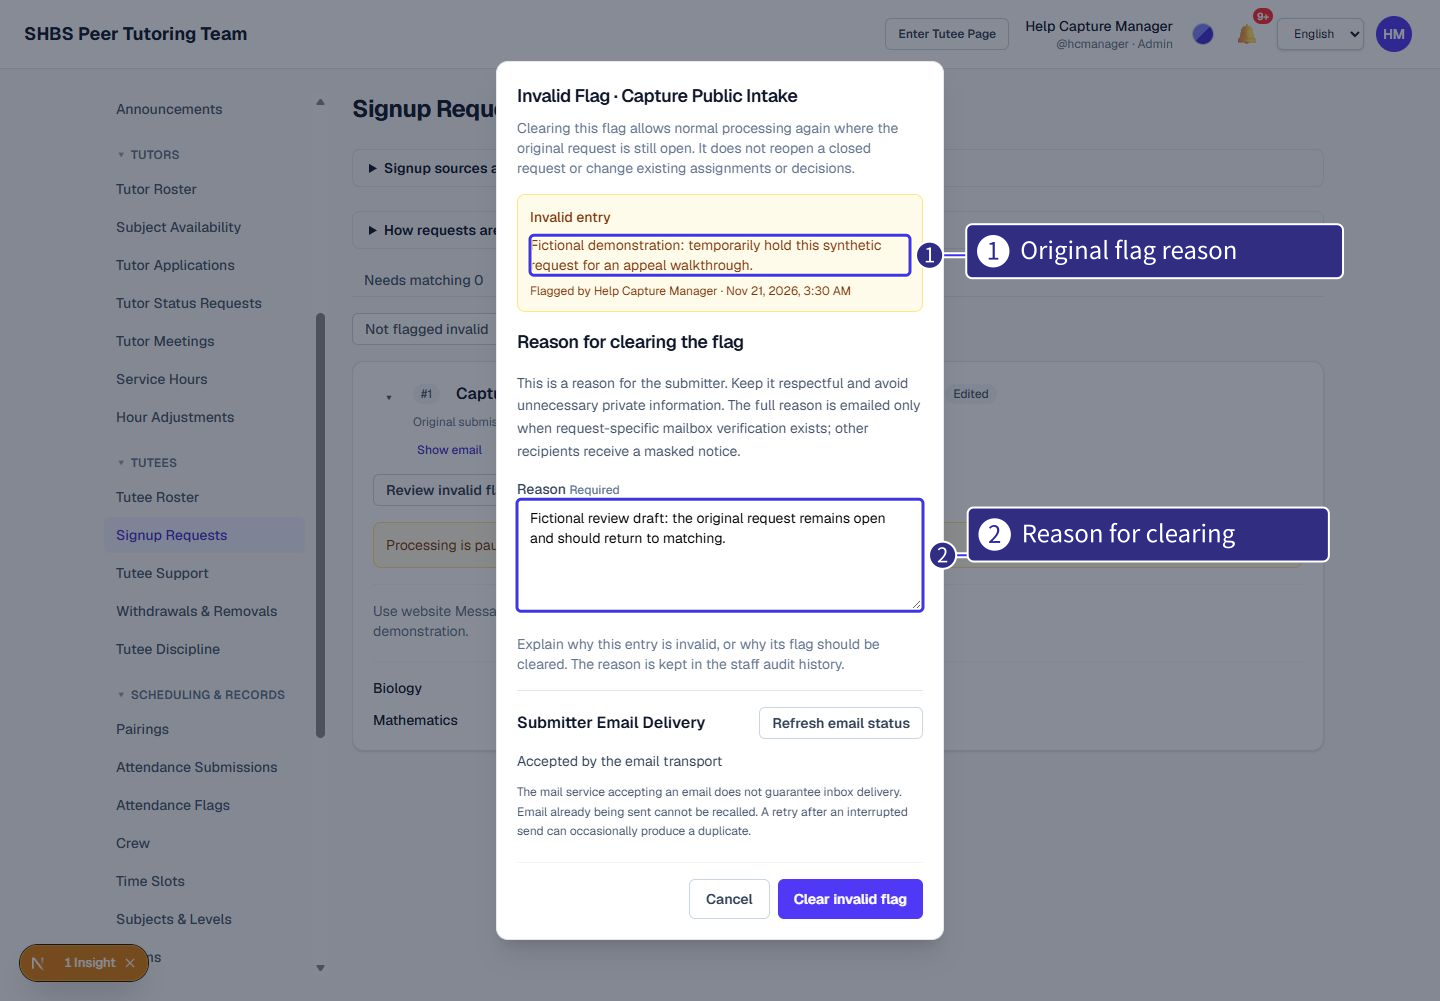 SHBS Peer Tutoring Team
Enter Tutee Page
Help Capture Manager
@hcmanager · Admin
9+
English
HM
Announcements
TUTORS
Tutor Roster
Subject Availability
Tutor Applications
Tutor Status Requests
Tutor Meetings
Service Hours
Hour Adjustments
TUTEES
Tutee Roster
Signup Requests
Tutee Support
Withdrawals & Removals
Tutee Discipline
SCHEDULING & RECORDS
Pairings
Attendance Submissions
Attendance Flags
Crew
Time Slots
Subjects & Levels
ms
N 1 Insight ×
Signup Requ
Signup sources a
How requests are
Needs matching 0
Not flagged invalid
#1 Captu
Edited
Original submis
Show email
Review invalid fl
Processing is pau
Use website Messa
demonstration.
Biology
Mathematics
Invalid Flag · Capture Public Intake
Clearing this flag allows normal processing again where the
original request is still open. It does not reopen a closed
request or change existing assignments or decisions.
Invalid entry
Fictional demonstration: temporarily hold this synthetic
request for an appeal walkthrough.
Flagged by Help Capture Manager · Nov 21, 2026, 3:30 AM
1
1 Original flag reason
Reason for clearing the flag
This is a reason for the submitter. Keep it respectful and avoid
unnecessary private information. The full reason is emailed only
when request-specific mailbox verification exists; other
recipients receive a masked notice.
Reason Required
Fictional review draft: the original request remains open
and should return to matching.
2
2 Reason for clearing
Explain why this entry is invalid, or why its flag should be
cleared. The reason is kept in the staff audit history.
Submitter Email Delivery
Refresh email status
Accepted by the email transport
The mail service accepting an email does not guarantee inbox delivery.
Email already being sent cannot be recalled. A retry after an interrupted
send can occasionally produce a duplicate.
Cancel
Clear invalid flag